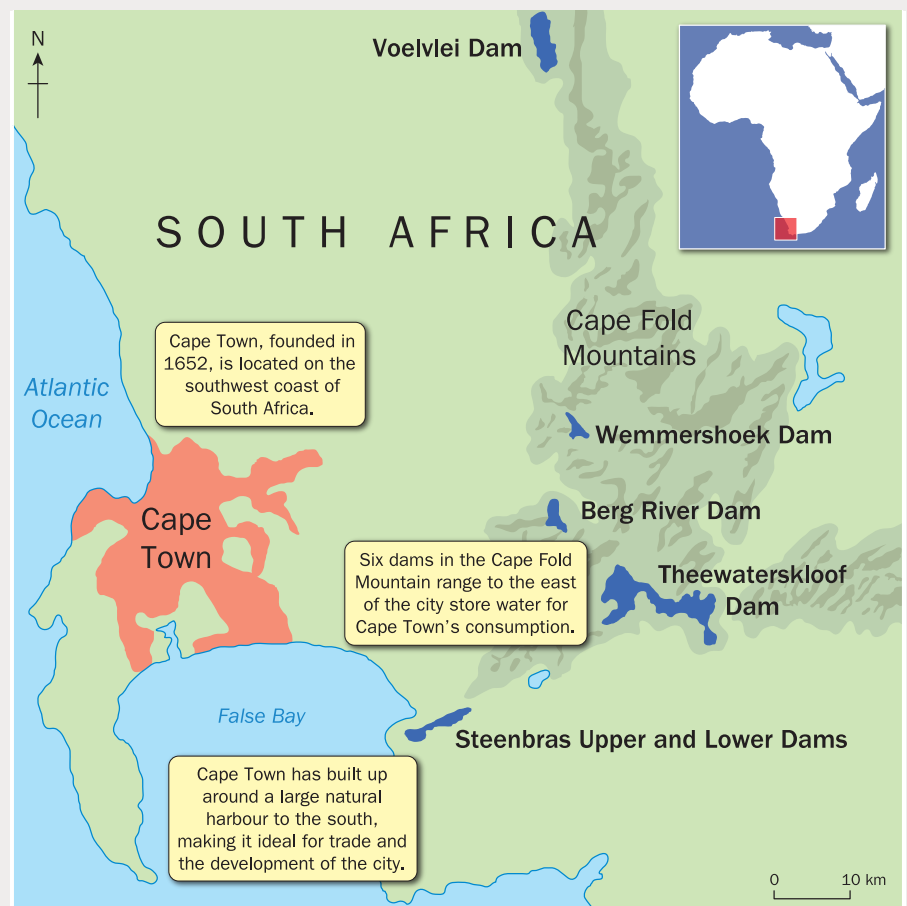 N
Voelvlei Dam
SOUTH AFRICA
Cape Fold
Mountains
Cape Town, founded in
1652, is located on the
southwest coast of
South Africa.
Atlantic
Ocean
Wemmershoek Dam
Cape
Town
Berg River Dam
Six dams in the Cape Fold
Mountain range to the east
of the city store water for
Cape Town's consumption.
Theewaterskloof
Dam
False Bay
Steenbras Upper and Lower Dams
Cape Town has built up
around a large natural
harbour to the south,
making it ideal for trade and
the development of the city.
0 10 km